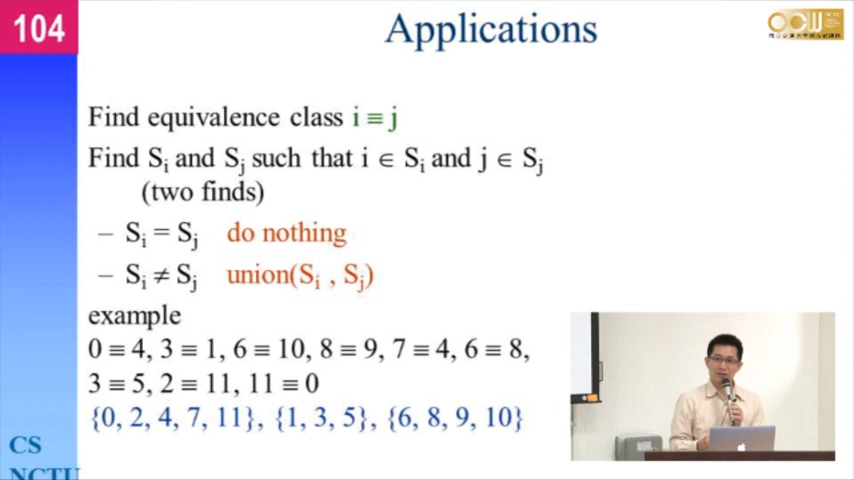 104
Applications
OCW
Find equivalence class i ≡ j
Find Si and Sj such that i ∈ Si and j ∈ Sj
(two finds)
– Si = Sj do nothing
– Si ≠ Sj union(Si , Sj)
example
0 ≡ 4, 3 ≡ 1, 6 ≡ 10, 8 ≡ 9, 7 ≡ 4, 6 ≡ 8,
3 ≡ 5, 2 ≡ 11, 11 ≡ 0
{0, 2, 4, 7, 11}, {1, 3, 5}, {6, 8, 9, 10}
CS
NCTU